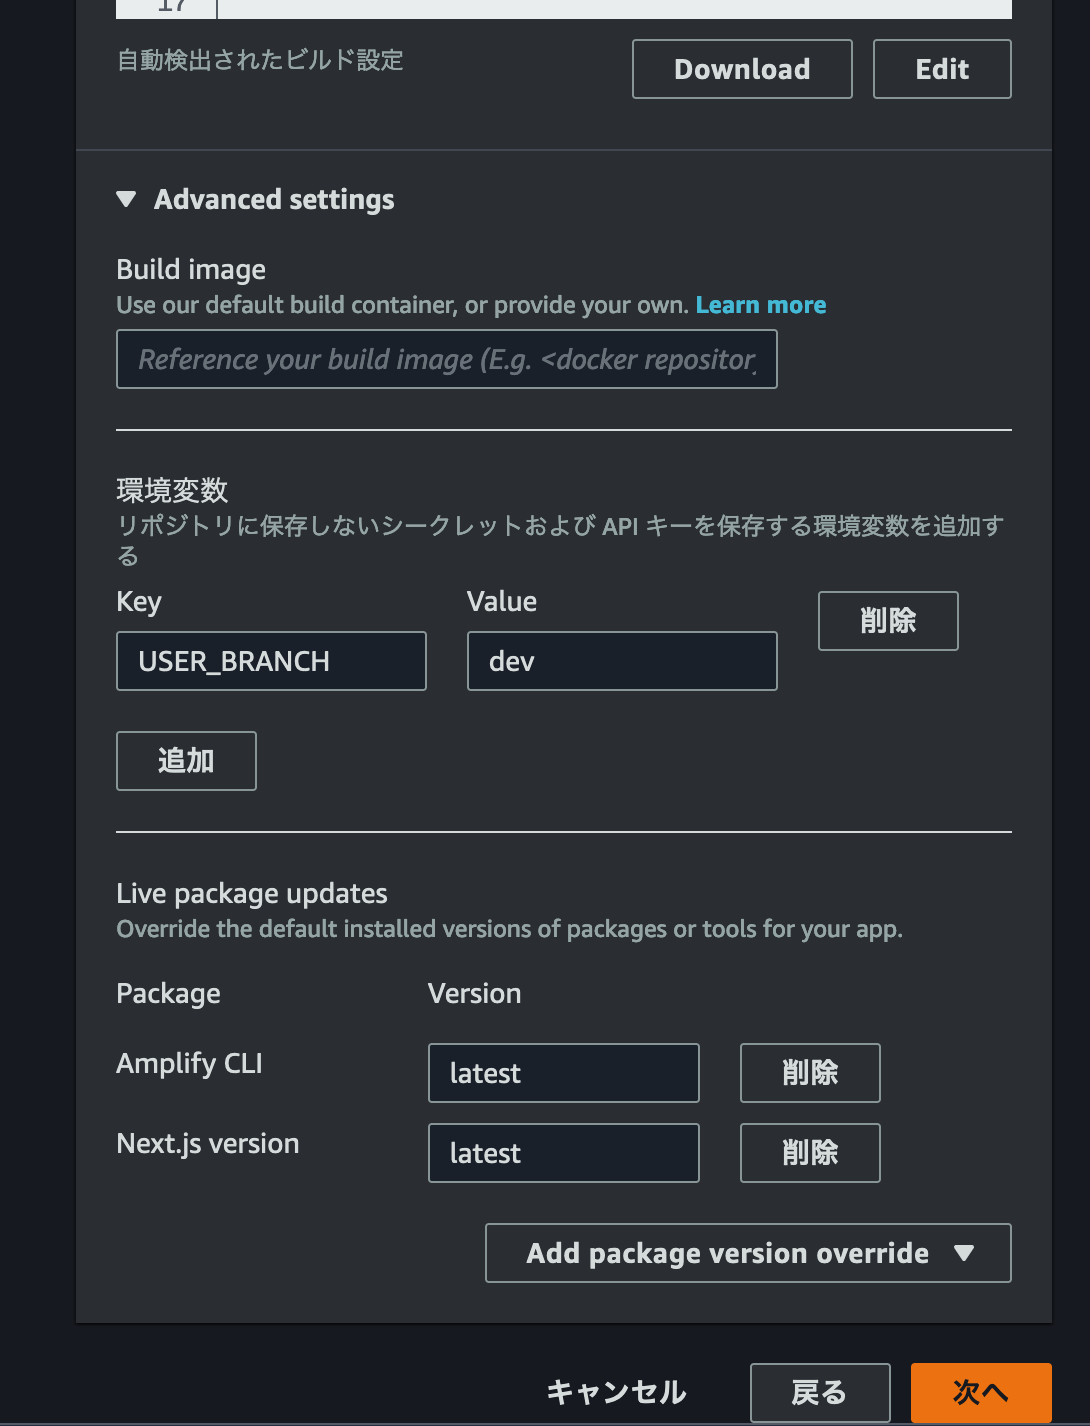 17
自動検出されたビルド設定
Download
Edit
Advanced settings
Build image
Use our default build container, or provide your own. Learn more
Reference your build image (E.g. <docker repository
環境変数
リポジトリに保存しないシークレットおよび API キーを保存する環境変数を追加す
る
Key
Value
削除
USER_BRANCH
dev
追加
Live package updates
Override the default installed versions of packages or tools for your app.
Package
Version
Amplify CLI
latest
削除
Next.js version
latest
削除
Add package version override
キャンセル
戻る
次へ